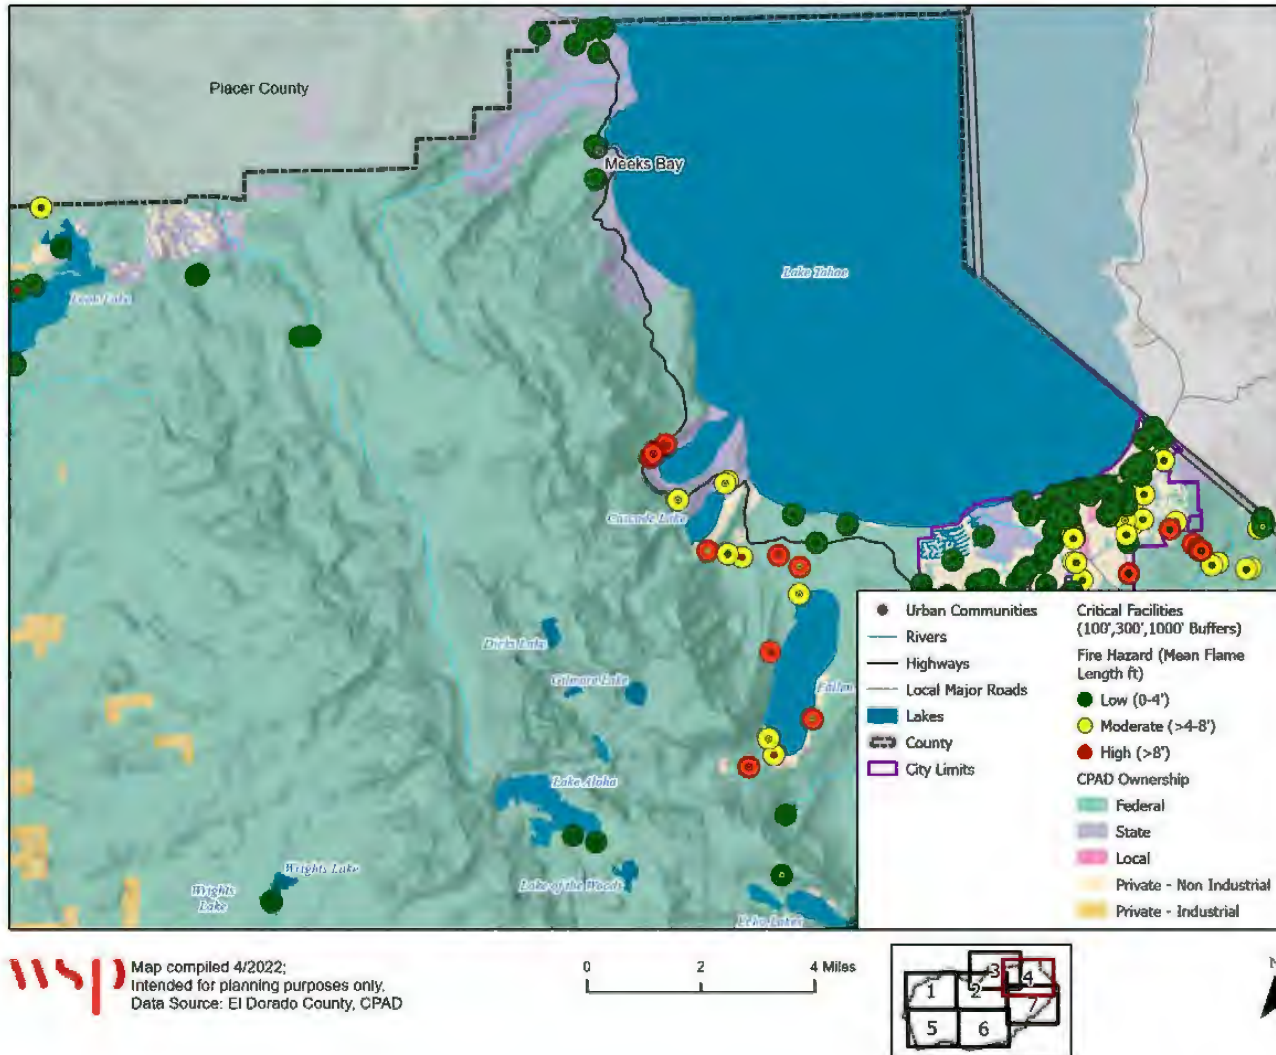 Placer County
Meeks Bay
Lake Tahoe
Loon Lake
Cascade Lake
Dicks Lake
Gilmore Lake
Fallen
Lake Aloha
Wrights Lake
Wrights
Lake
Lake of the Woods
Echo Lakes
Urban Communities
Rivers
Highways
Local Major Roads
Lakes
County
City Limits
Critical Facilities
(100',300',1000' Buffers)
Fire Hazard (Mean Flame
Length ft)
Low (0-4')
Moderate (>4-8')
High (>8')
CPAD Ownership
Federal
State
Local
Private - Non Industrial
Private - Industrial
wsp
Map compiled 4/2022;
Intended for planning purposes only.
Data Source: El Dorado County, CPAD
0 2 4 Miles
1 2 3 4
5 6 7
N